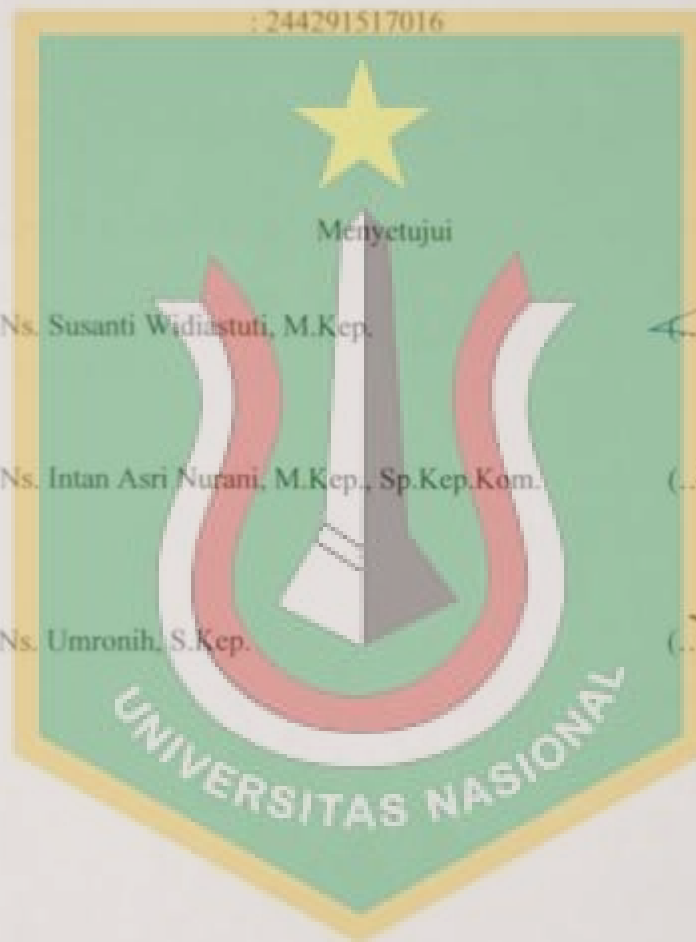 : 244291517016
Menyetujui
Ns. Susanti Widiastuti, M.Kep. (..
Ns. Intan Asri Nurani, M.Kep., Sp.Kep.Kom. (..
Ns. Umronih, S.Kep. (..
UNIVERSITAS NASIONAL